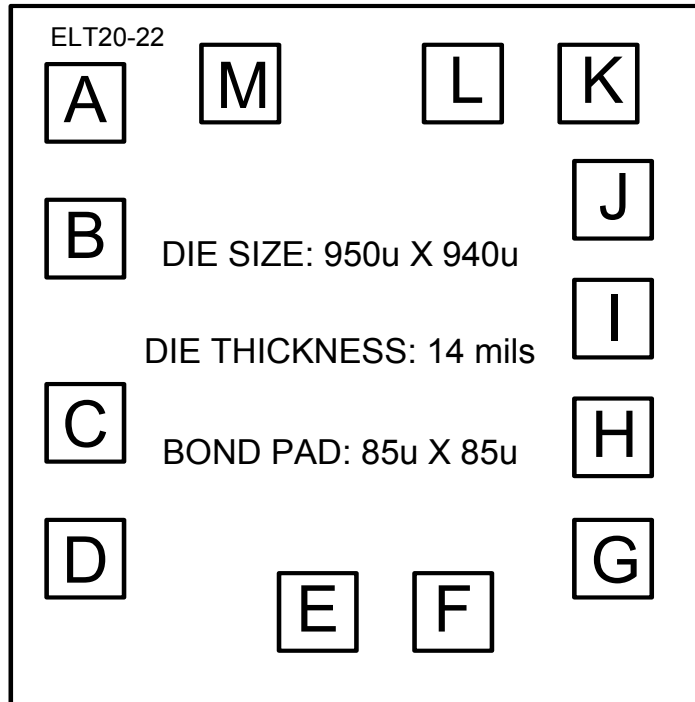 ELT20-22
A
M
L
K
J
B
DIE SIZE: 950u X 940u
I
DIE THICKNESS: 14 mils
C
BOND PAD: 85u X 85u
H
D
G
E
F